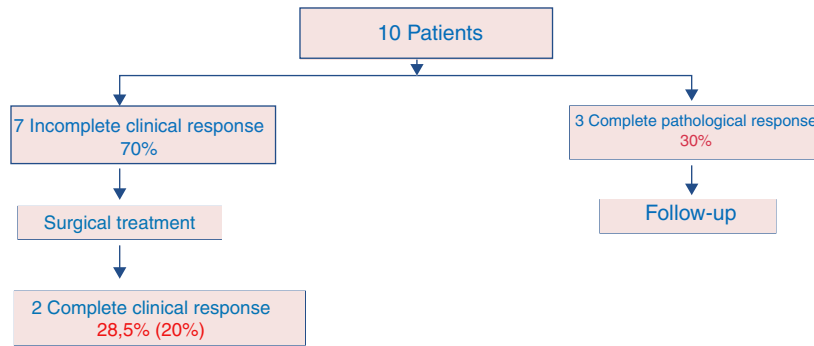 10 Patients
7 Incomplete clinical response
70%
3 Complete pathological response
30%
Surgical treatment
Follow-up
2 Complete clinical response
28,5% (20%)